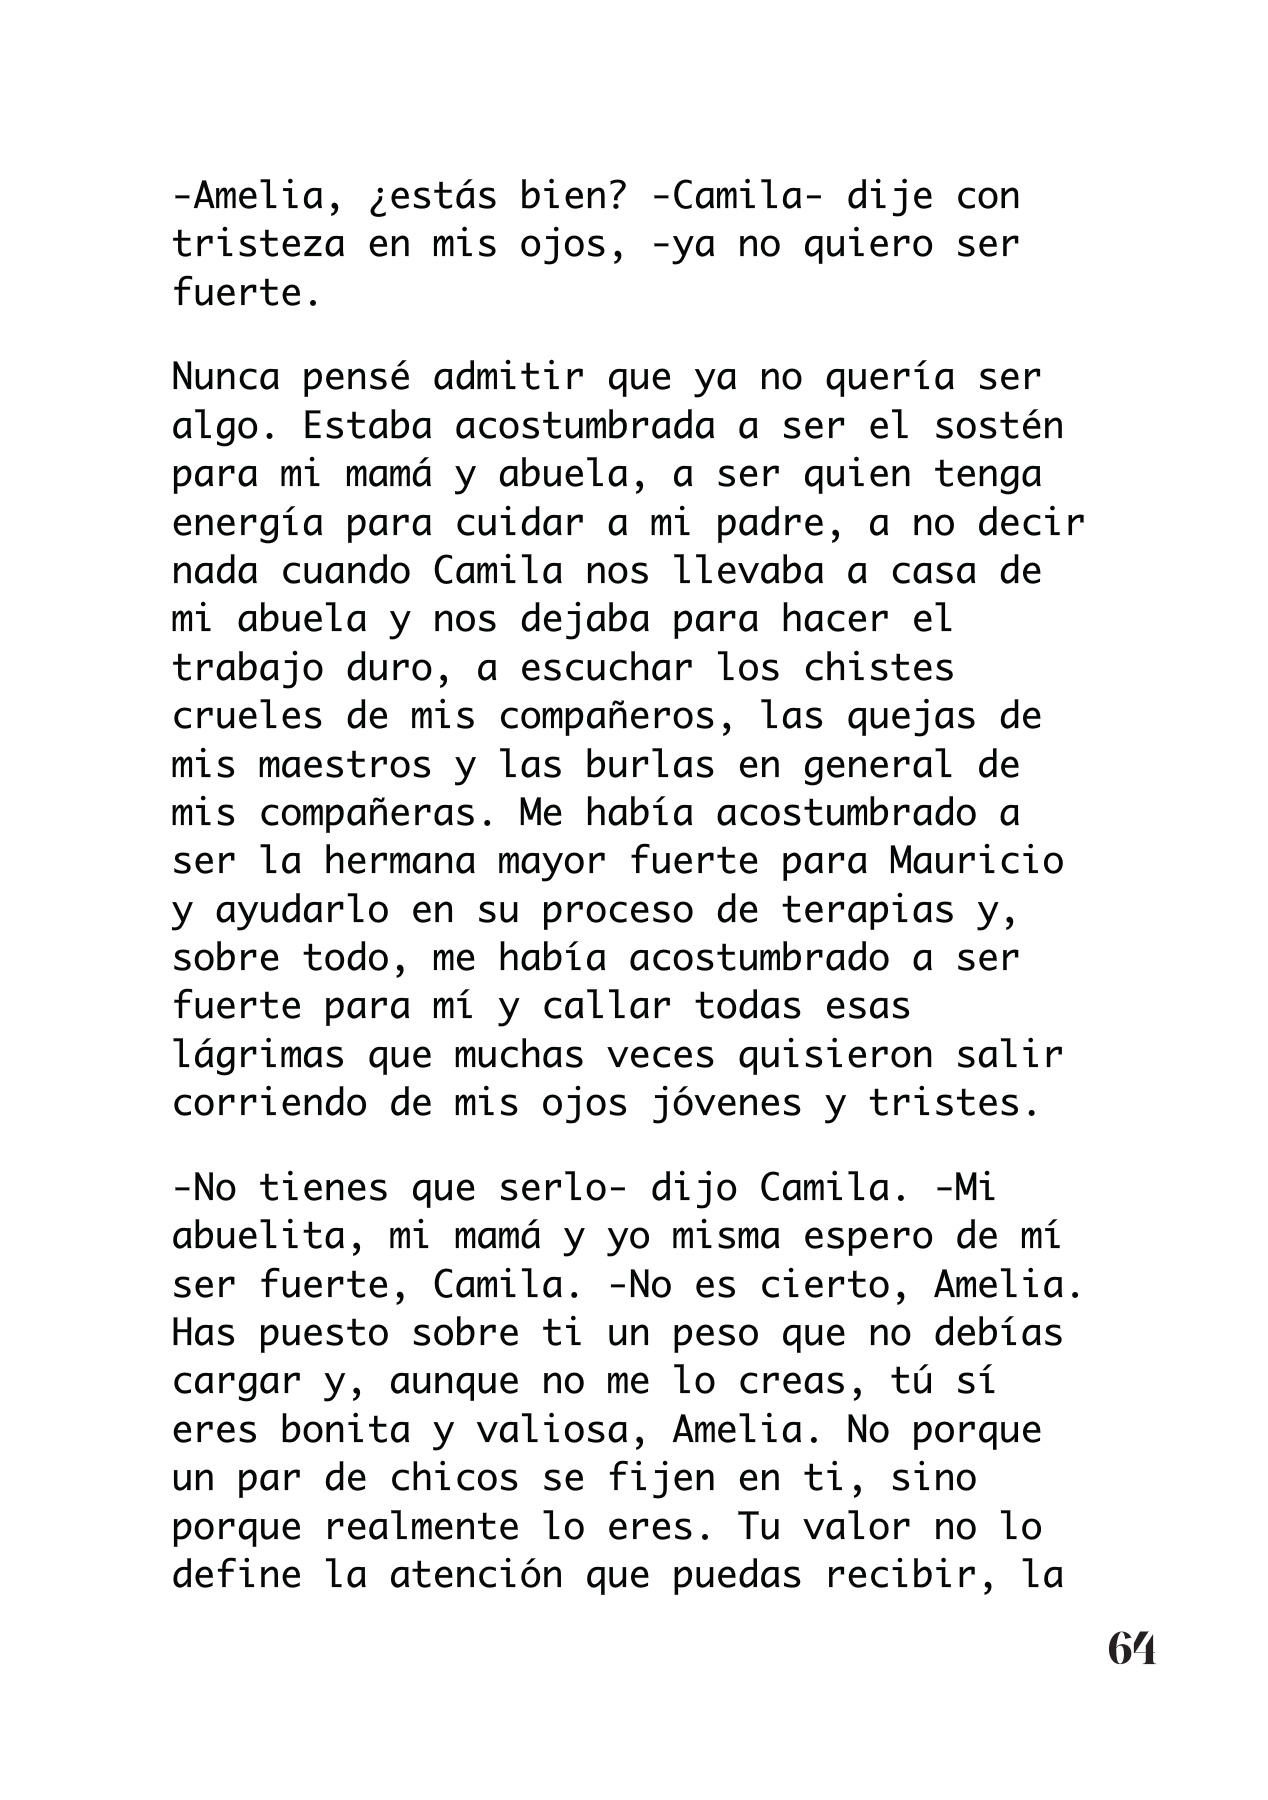 -Amelia, ¿estás bien? -Camila- dije con
tristeza en mis ojos, -ya no quiero ser
fuerte.
Nunca pensé admitir que ya no quería ser
algo. Estaba acostumbrada a ser el sostén
para mi mamá y abuela, a ser quien tenga
energía para cuidar a mi padre, a no decir
nada cuando Camila nos llevaba a casa de
mi abuela y nos dejaba para hacer el
trabajo duro, a escuchar los chistes
crueles de mis compañeros, las quejas de
mis maestros y las burlas en general de
mis compañeras. Me había acostumbrado a
ser la hermana mayor fuerte para Mauricio
y ayudarlo en su proceso de terapias y,
sobre todo, me había acostumbrado a ser
fuerte para mí y callar todas esas
lágrimas que muchas veces quisieron salir
corriendo de mis ojos jóvenes y tristes.
-No tienes que serlo- dijo Camila. -Mi
abuelita, mi mamá y yo misma espero de mí
ser fuerte, Camila. -No es cierto, Amelia.
Has puesto sobre ti un peso que no debías
cargar y, aunque no me lo creas, tú sí
eres bonita y valiosa, Amelia. No porque
un par de chicos se fijen en ti, sino
porque realmente lo eres. Tu valor no lo
define la atención que puedas recibir, la
64